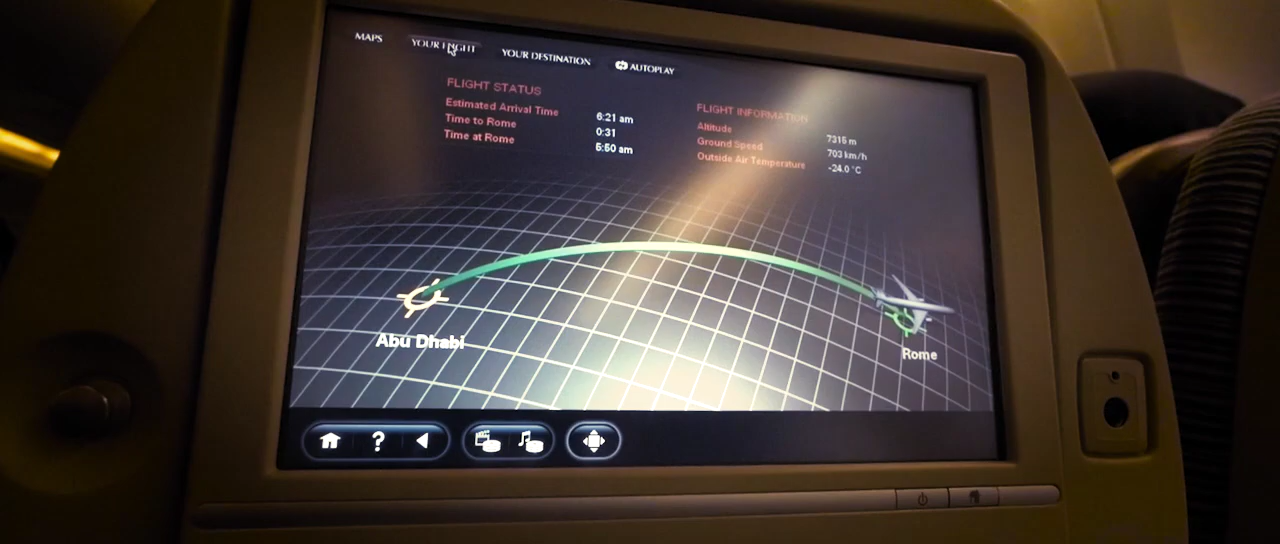 MAPS YOUR FLIGHT YOUR DESTINATION AUTOPLAY
FLIGHT STATUS
Estimated Arrival Time 6:21 am
Time to Rome 0:31
Time at Rome 5:50 am
FLIGHT INFORMATION
Altitude 7315 m
Ground Speed 703 km/h
Outside Air Temperature -24.0 °C
Abu Dhabi
Rome
?